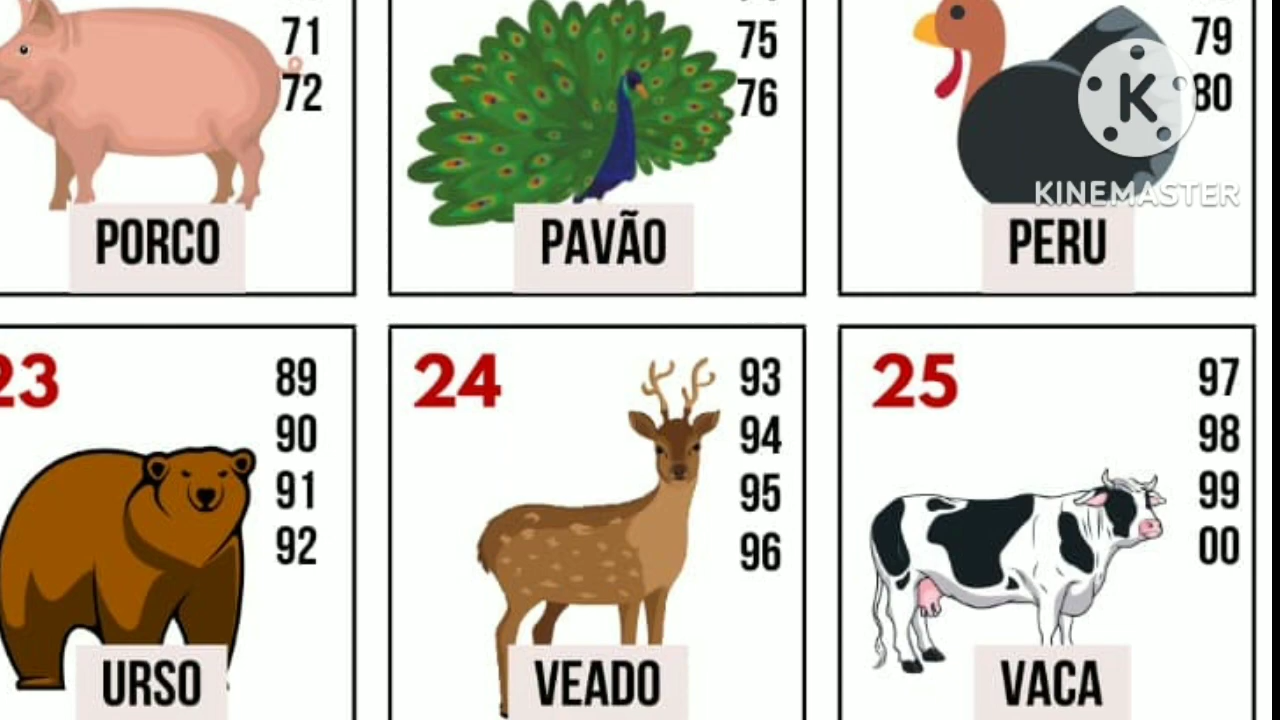 71
72
PORCO
75
76
PAVÃO
79
80
K
KINEMASTER
PERU
23
89
90
91
92
URSO
24
93
94
95
96
VEADO
25
97
98
99
00
VACA